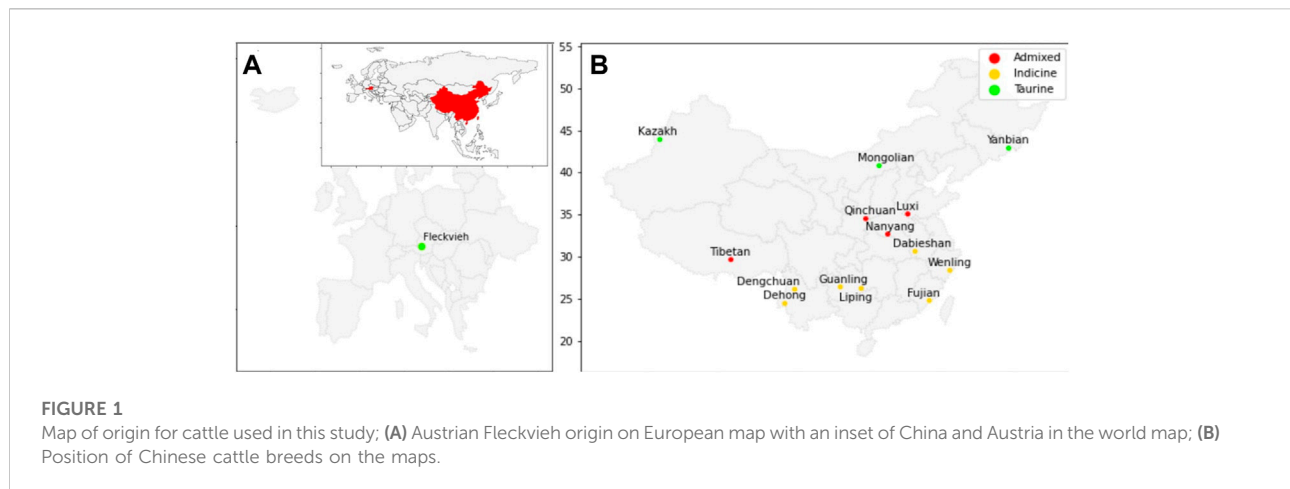 A
Fleckvieh
B
55
50
45
40
35
30
25
20
Admixed
Indicine
Taurine
Kazakh
Yanbian
Mongolian
Qinchuan
Luxi
Nanyang
Dabieshan
Tibetan
Wenling
Dengchuan
Guanling
Dehong
Liping
Fujian
FIGURE 1
Map of origin for cattle used in this study; (A) Austrian Fleckvieh origin on European map with an inset of China and Austria in the world map; (B)
Position of Chinese cattle breeds on the maps.